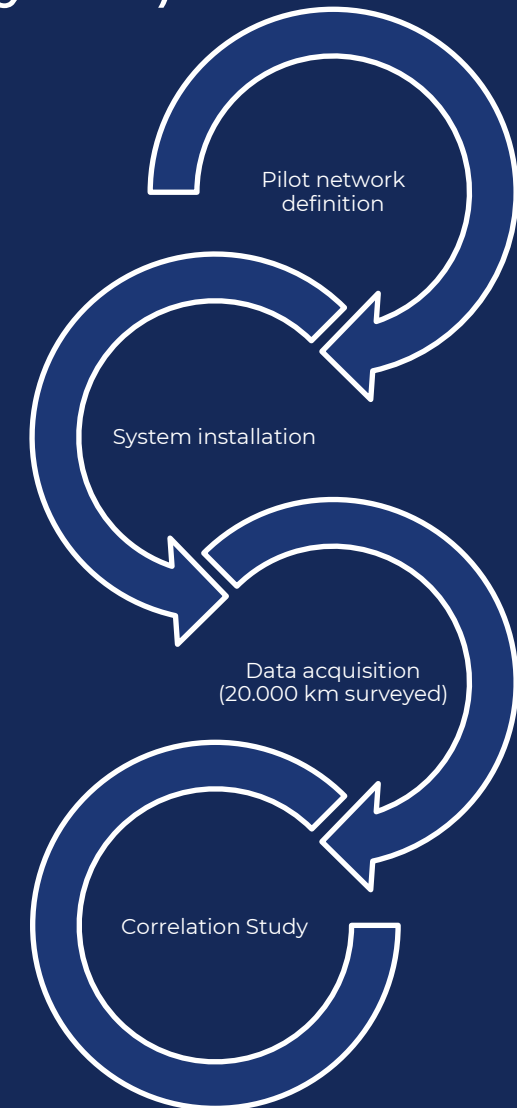 Pilot network
definition
System installation
Data acquisition
(20.000 km surveyed)
Correlation Study